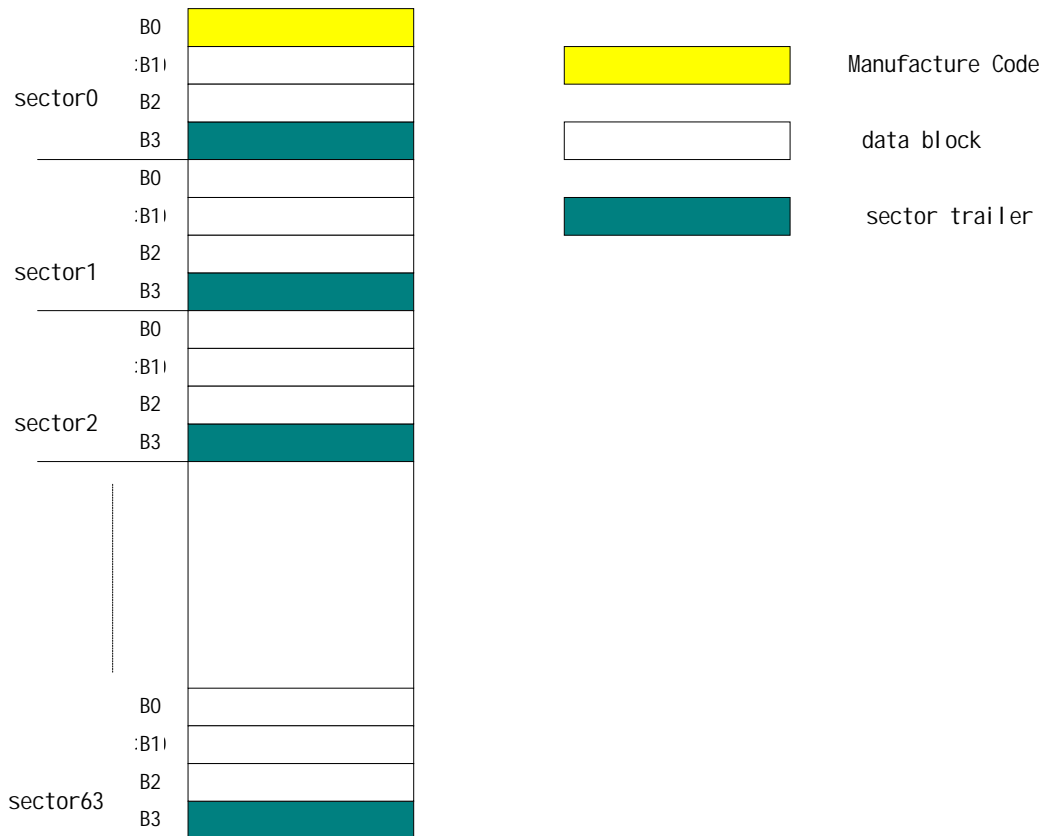 B0
:B1)
sector0
B2
B3
B0
:B1)
B2
sector1
B3
B0
:B1)
B2
sector2
B3
B0
:B1)
B2
sector63
B3
Manufacture Code
data block
sector trailer